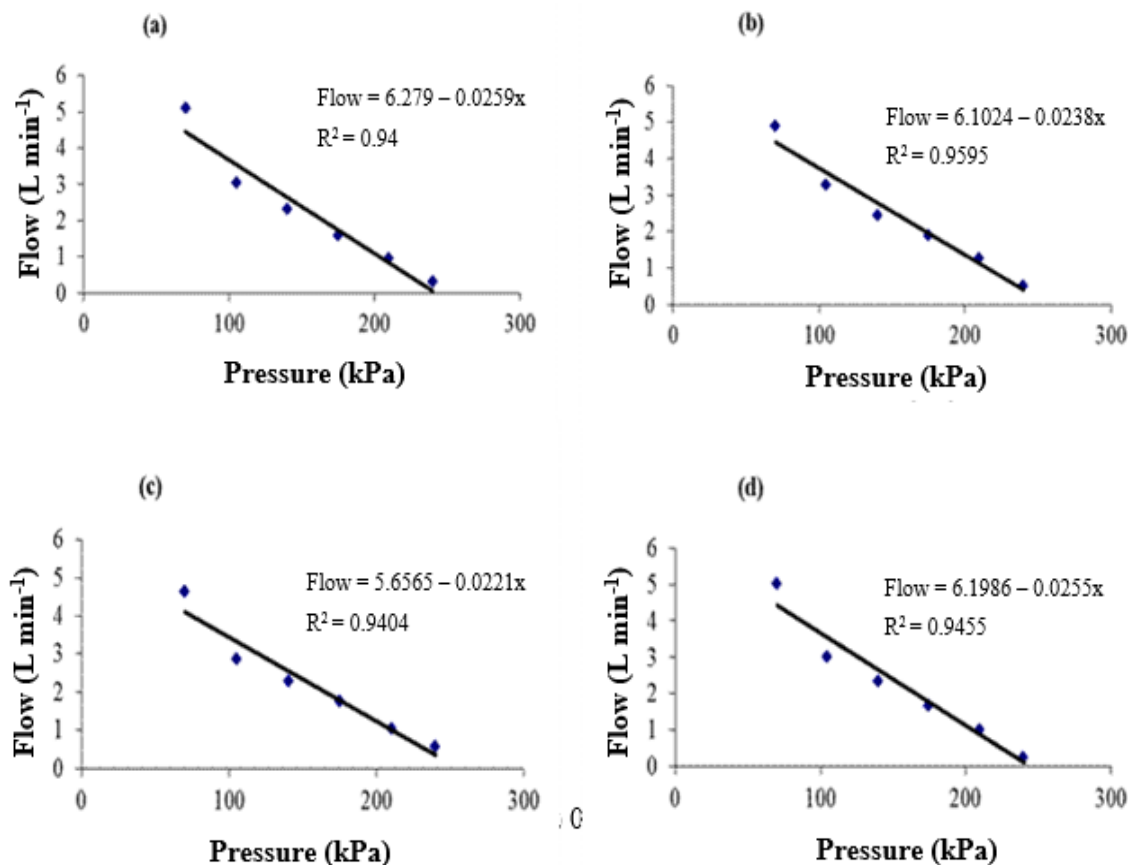 (a)
Flow (L min⁻¹)
6
5
4
3
2
1
0
Flow = 6.279 – 0.0259x
R² = 0.94
0 100 200 300
Pressure (kPa)
(b)
Flow (L min⁻¹)
6
5
4
3
2
1
0
Flow = 6.1024 – 0.0238x
R² = 0.9595
0 100 200 300
Pressure (kPa)
(c)
Flow (L min⁻¹)
6
5
4
3
2
1
0
Flow = 5.6565 – 0.0221x
R² = 0.9404
0 100 200 300
Pressure (kPa)
(d)
Flow (L min⁻¹)
6
5
4
3
2
1
0
Flow = 6.1986 – 0.0255x
R² = 0.9455
0 100 200 300
Pressure (kPa)